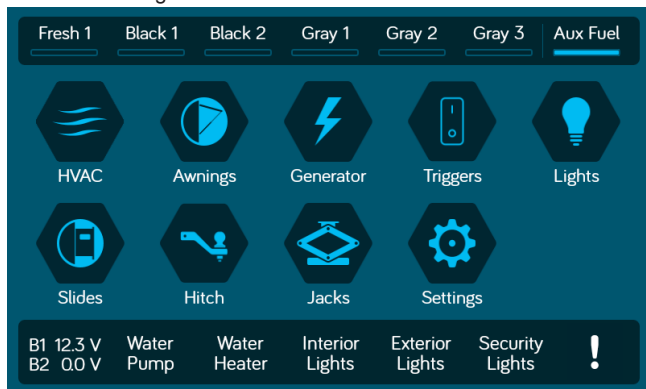 Fresh 1 Black 1 Black 2 Gray 1 Gray 2 Gray 3 Aux Fuel
HVAC Awnings Generator Triggers Lights
Slides Hitch Jacks Settings
B1 12.3 V Water Water Interior Exterior Security
B2 0.0 V Pump Heater Lights Lights Lights !